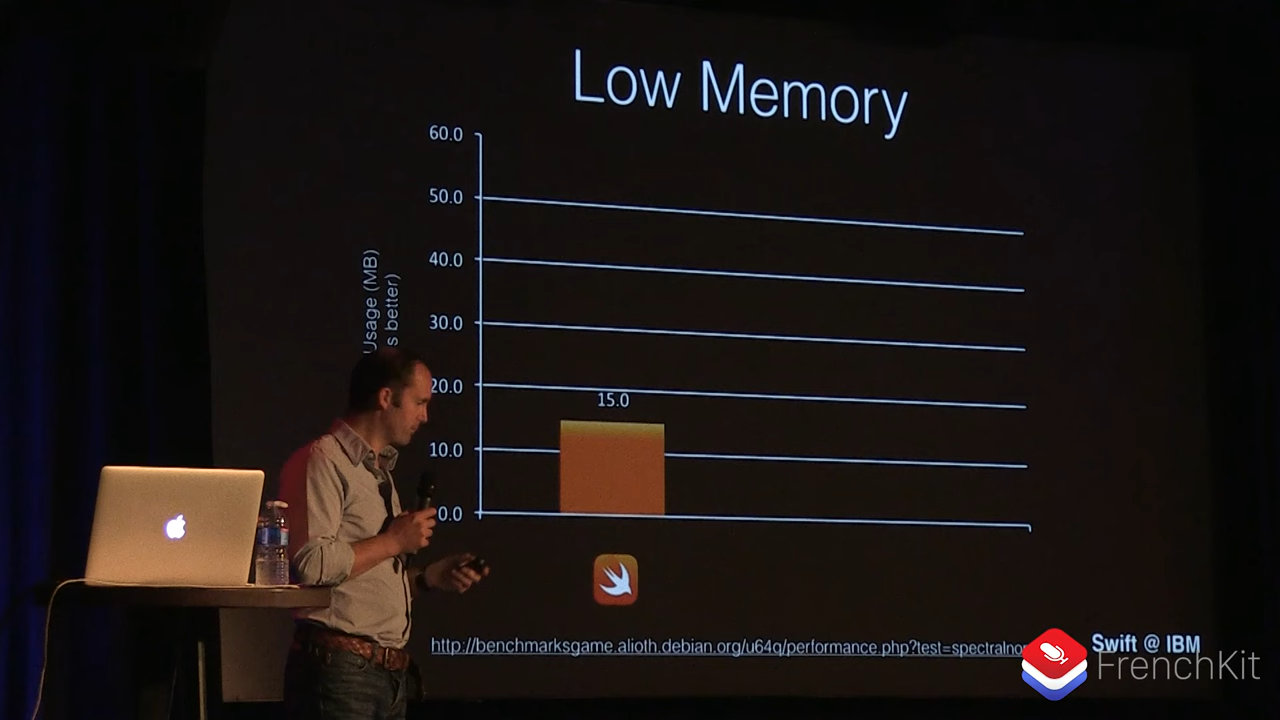 Low Memory
60.0
50.0
40.0
30.0
20.0
10.0
0.0
Usage (MB)
better)
15.0
http://benchmarksgame.alioth.debian.org/u64q/performance.php?test=spectralno
Swift @ IBM
FrenchKit